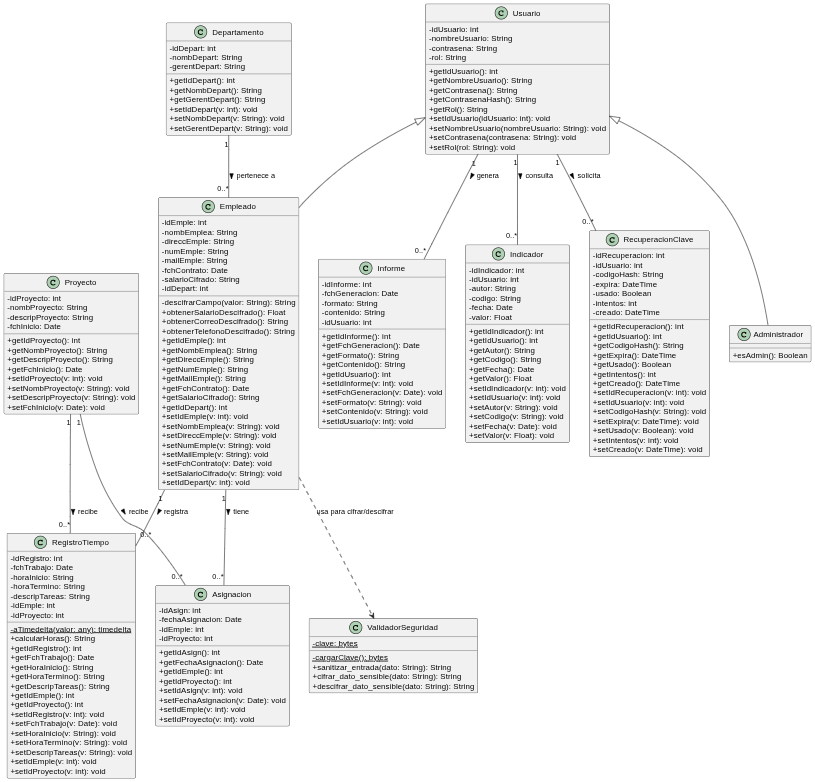 C Usuario
-idUsuario: int
-nombreUsuario: String
-contrasena: String
-rol: String
+getIdUsuario(): int
+getNombreUsuario(): String
+getContrasena(): String
+getContrasenaHash(): String
+getRol(): String
+setIdUsuario(idUsuario: int): void
+setNombreUsuario(nombreUsuario: String): void
+setContrasena(contrasena: String): void
+setRol(rol: String): void
C Departamento
-idDepart: int
-nombDepart: String
-gerentDepart: String
+getIdDepart(): int
+getNombDepart(): String
+getGerentDepart(): String
+setIdDepart(v: int): void
+setNombDepart(v: String): void
+setGerentDepart(v: String): void
1
pertenece a
0..*
1
genera
0..*
1
consulta
0..*
1
solicita
0..*
C Empleado
-idEmple: int
-nombEmplea: String
-direccEmple: String
-numEmple: String
-mailEmple: String
-fchContrato: Date
-salarioCifrado: String
-idDepart: int
-descifrarCampo(valor: String): String
+obtenerSalarioDescifrado(): Float
+obtenerCorreoDescifrado(): String
+obtenerTelefonoDescifrado(): String
+getIdEmple(): int
+getNombEmplea(): String
+getDireccEmple(): String
+getNumEmple(): String
+getMailEmple(): String
+getFchContrato(): Date
+getSalarioCifrado(): String
+getIdDepart(): int
+setIdEmple(v: int): void
+setNombEmplea(v: String): void
+setDireccEmple(v: String): void
+setNumEmple(v: String): void
+setMailEmple(v: String): void
+setFchContrato(v: Date): void
+setSalarioCifrado(v: String): void
+setIdDepart(v: int): void
C Informe
-idInforme: int
-fchGeneracion: Date
-formato: String
-contenido: String
-idUsuario: int
+getIdInforme(): int
+getFchGeneracion(): Date
+getFormato(): String
+getContenido(): String
+getIdUsuario(): int
+setIdInforme(v: int): void
+setFchGeneracion(v: Date): void
+setFormato(v: String): void
+setContenido(v: String): void
+setIdUsuario(v: int): void
C Indicador
-idIndicador: int
-idUsuario: int
-autor: String
-codigo: String
-fecha: Date
-valor: Float
+getIdIndicador(): int
+getIdUsuario(): int
+getAutor(): String
+getCodigo(): String
+getFecha(): Date
+getValor(): Float
+setIdIndicador(v: int): void
+setIdUsuario(v: int): void
+setAutor(v: String): void
+setCodigo(v: String): void
+setFecha(v: Date): void
+setValor(v: Float): void
C RecuperacionClave
-idRecuperacion: int
-idUsuario: int
-codigoHash: String
-expira: DateTime
-usado: Boolean
-intentos: int
-creado: DateTime
+getIdRecuperacion(): int
+getIdUsuario(): int
+getCodigoHash(): String
+getExpira(): DateTime
+getUsado(): Boolean
+getIntentos(): int
+getCreado(): DateTime
+setIdRecuperacion(v: int): void
+setIdUsuario(v: int): void
+setCodigoHash(v: String): void
+setExpira(v: DateTime): void
+setUsado(v: Boolean): void
+setIntentos(v: int): void
+setCreado(v: DateTime): void
C Administrador
+esAdmin(): Boolean
C Proyecto
-idProyecto: int
-nombProyecto: String
-descripProyecto: String
-fchInicio: Date
+getIdProyecto(): int
+getNombProyecto(): String
+getDescripProyecto(): String
+getFchInicio(): Date
+setIdProyecto(v: int): void
+setNombProyecto(v: String): void
+setDescripProyecto(v: String): void
+setFchInicio(v: Date): void
1
1
recibe
0..*
recibe
0..*
1
registra
0..*
1
tiene
0..*
usa para cifrar/descifrar
C RegistroTiempo
-idRegistro: int
-fchTrabajo: Date
-horaInicio: String
-horaTermino: String
-descripTareas: String
-idEmple: int
-idProyecto: int
-aTimedelta(valor: any): timedelta
+calcularHoras(): String
+getIdRegistro(): int
+getFchTrabajo(): Date
+getHoraInicio(): String
+getHoraTermino(): String
+getDescripTareas(): String
+getIdEmple(): int
+getIdProyecto(): int
+setIdRegistro(v: int): void
+setFchTrabajo(v: Date): void
+setHoraInicio(v: String): void
+setHoraTermino(v: String): void
+setDescripTareas(v: String): void
+setIdEmple(v: int): void
+setIdProyecto(v: int): void
C Asignacion
-idAsign: int
-fechaAsignacion: Date
-idEmple: int
-idProyecto: int
+getIdAsign(): int
+getFechaAsignacion(): Date
+getIdEmple(): int
+getIdProyecto(): int
+setIdAsign(v: int): void
+setFechaAsignacion(v: Date): void
+setIdEmple(v: int): void
+setIdProyecto(v: int): void
C ValidadorSeguridad
-clave: bytes
-cargarClave(): bytes
+sanitizar_entrada(dato: String): String
+cifrar_dato_sensible(dato: String): String
+descifrar_dato_sensible(dato: String): String